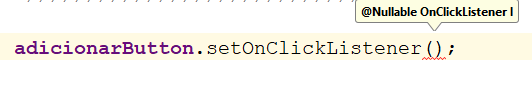 @Nullable OnClickListener l
adicionarButton.setOnClickListener();